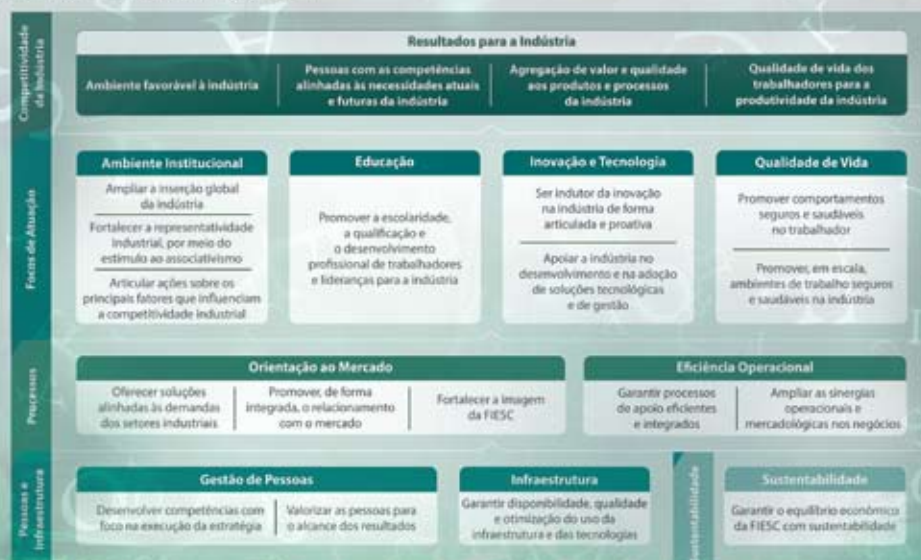 Competitividade
da Indústria
Resultados para a Indústria
Ambiente favorável à indústria
Pessoas com as competências
alinhadas às necessidades atuais
e futuras da indústria
Agregação de valor e qualidade
aos produtos e processos
da indústria
Qualidade de vida dos
trabalhadores para a
produtividade da indústria
Focos de Atuação
Ambiente Institucional
Ampliar a inserção global
da indústria
Fortalecer a representatividade
industrial, por meio do
estímulo ao associativismo
Articular ações sobre os
principais fatores que influenciam
a competitividade industrial
Educação
Promover a escolaridade,
a qualificação e
o desenvolvimento
profissional de trabalhadores
e lideranças para a indústria
Inovação e Tecnologia
Ser indutor da inovação
na indústria de forma
articulada e proativa
Apoiar a indústria no
desenvolvimento e na adoção
de soluções tecnológicas
e de gestão
Qualidade de Vida
Promover comportamentos
seguros e saudáveis
no trabalhador
Promover, em escala,
ambientes de trabalho seguros
e saudáveis na indústria
Processos
Orientação ao Mercado
Oferecer soluções
alinhadas às demandas
dos setores industriais
Promover, de forma
integrada, o relacionamento
com o mercado
Fortalecer a imagem
da FIESC
Eficiência Operacional
Garantir processos
de apoio eficientes
e integrados
Ampliar as sinergias
operacionais e
mercadológicas nos negócios
Pessoas e
Infraestrutura
Gestão de Pessoas
Desenvolver competências com
foco na execução da estratégia
Valorizar as pessoas para
o alcance dos resultados
Infraestrutura
Garantir disponibilidade, qualidade
e otimização do uso da
infraestrutura e das tecnologias
Sustentabilidade
Sustentabilidade
Garantir o equilíbrio econômico
da FIESC com sustentabilidade